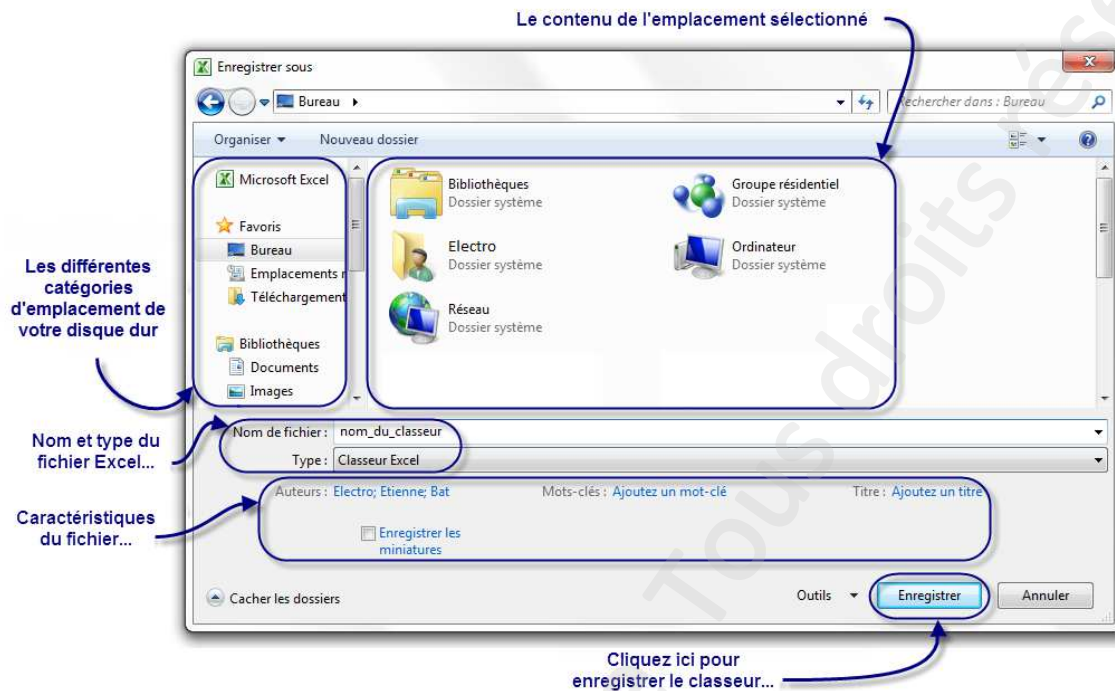 Le contenu de l'emplacement sélectionné
Enregistrer sous
Bureau
Rechercher dans : Bureau
Organiser
Nouveau dossier
Microsoft Excel
Favoris
Bureau
Emplacements r
Téléchargement
Bibliothèques
Documents
Images
Bibliothèques
Dossier système
Groupe résidentiel
Dossier système
Electro
Dossier système
Ordinateur
Dossier système
Réseau
Dossier système
Les différentes
catégories
d'emplacement de
votre disque dur
Nom et type du
fichier Excel...
Nom de fichier : nom_du_classeur
Type : Classeur Excel
Caractéristiques
du fichier...
Auteurs : Electro; Etienne; Bat
Mots-clés : Ajoutez un mot-clé
Titre : Ajoutez un titre
Enregistrer les
miniatures
Cacher les dossiers
Outils
Enregistrer
Annuler
Cliquez ici pour
enregistrer le classeur...
Tous droits rése